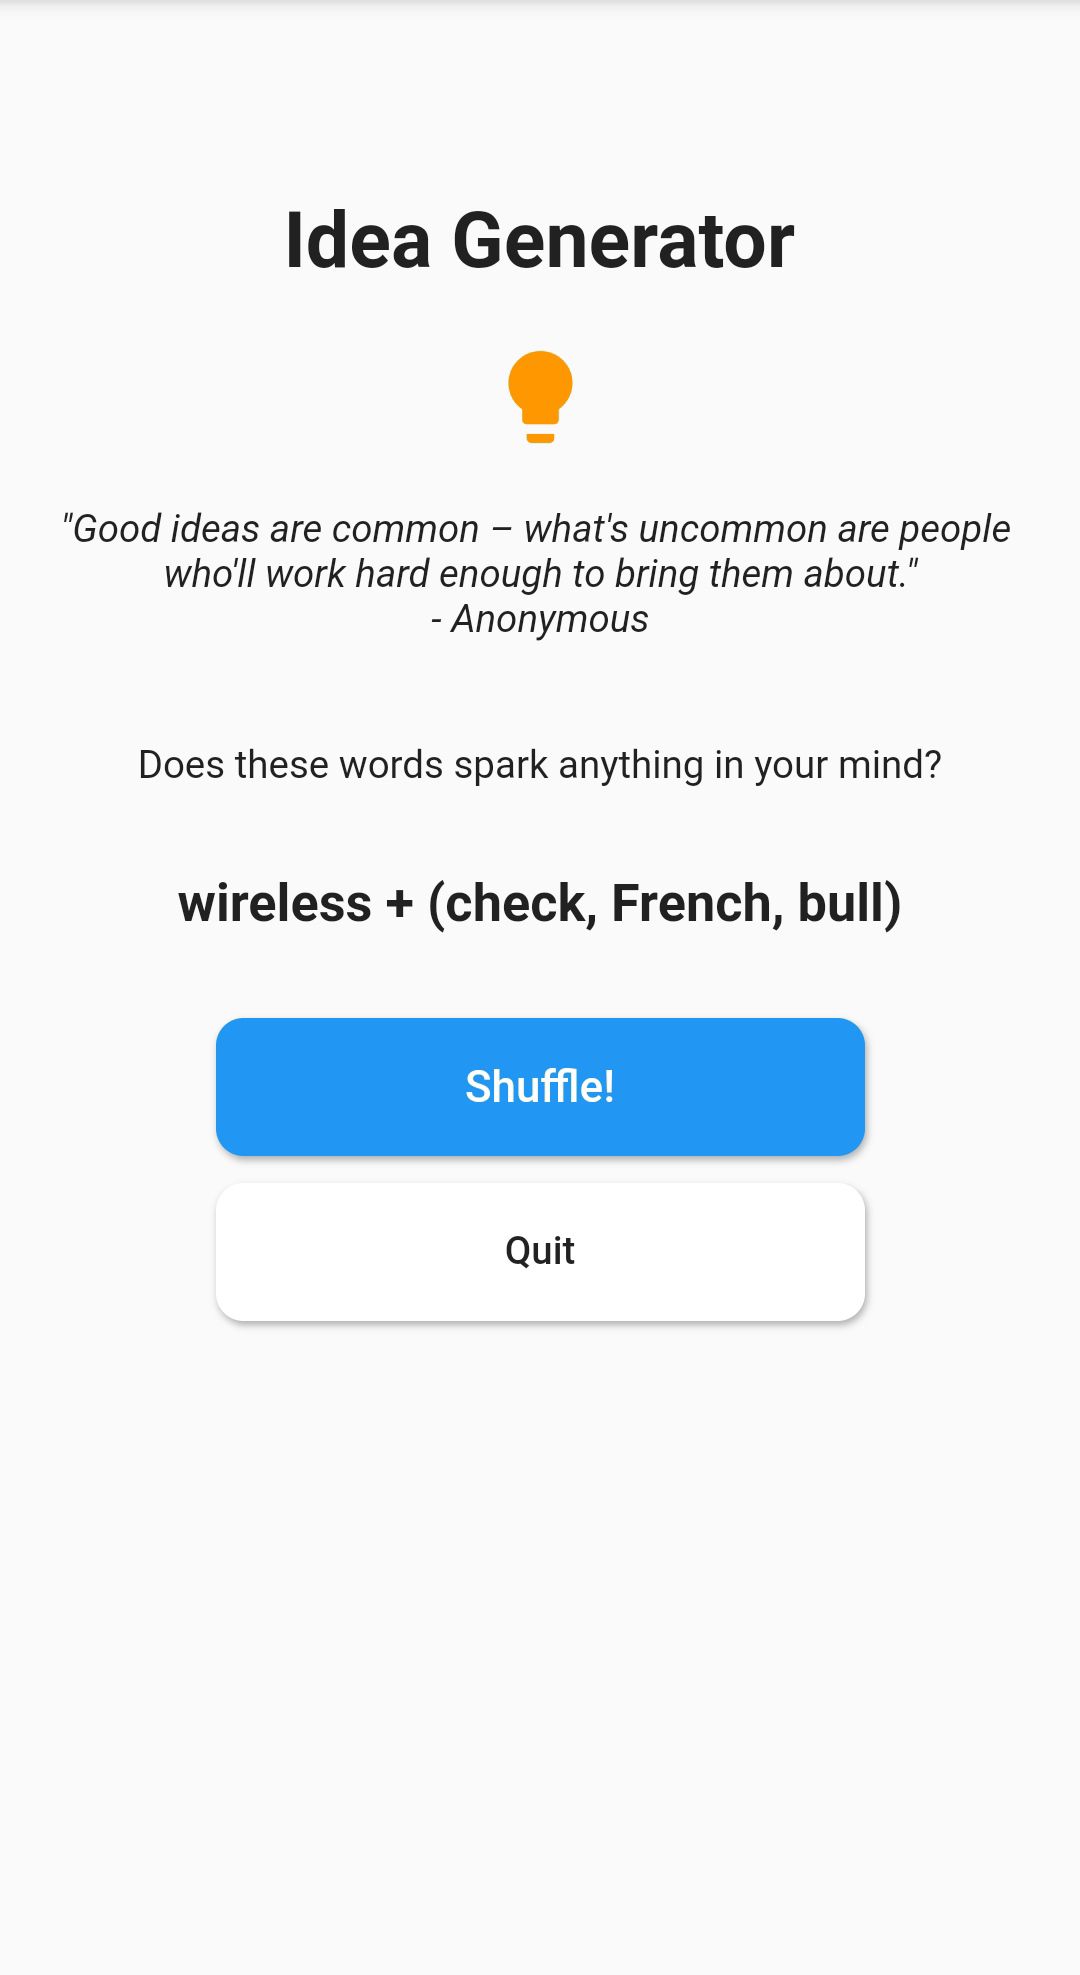 Idea Generator
"Good ideas are common – what's uncommon are people
who'll work hard enough to bring them about."
- Anonymous
Does these words spark anything in your mind?
wireless + (check, French, bull)
Shuffle!
Quit